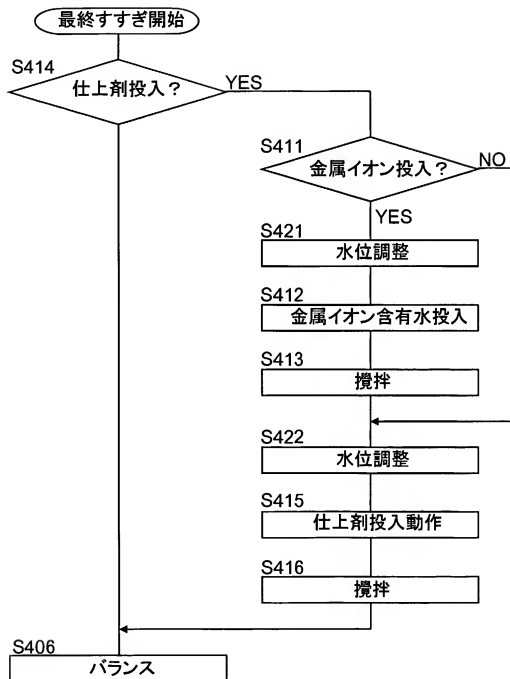 最終すすぎ開始
S414
仕上剤投入？
YES
S411
金属イオン投入？
NO
YES
S421
水位調整
S412
金属イオン含有水投入
S413
攪拌
S422
水位調整
S415
仕上剤投入動作
S416
攪拌
S406
バランス